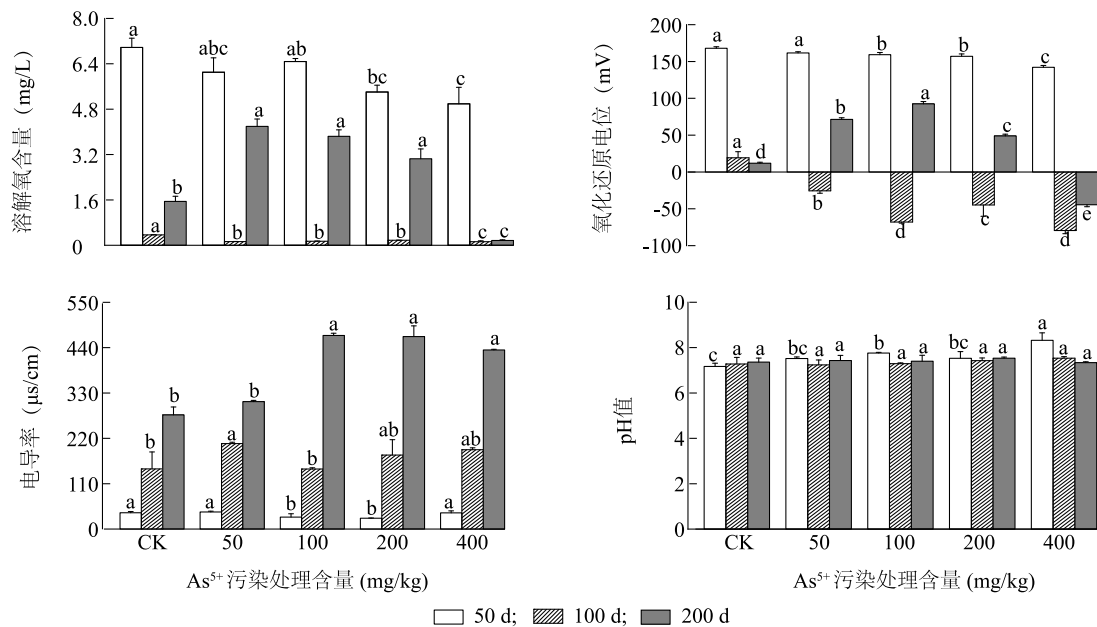 溶解氧含量（mg/L）
8.0
6.4
4.8
3.2
1.6
0
a abc ab bc c
a a a
b
a b b b c c
氧化还原电位（mV）
200
150
100
50
0
-50
-100
a a b b c
a d b a c
b d c d e
电导率（μs/cm）
550
440
330
220
110
0
a a a
b b
b a b ab ab
a a b b a
CK 50 100 200 400
As⁵⁺污染处理含量 (mg/kg)
pH值
10
8
6
4
2
0
c a a bc a a b a a bc a a a a a
CK 50 100 200 400
As⁵⁺污染处理含量 (mg/kg)
50 d; 100 d; 200 d